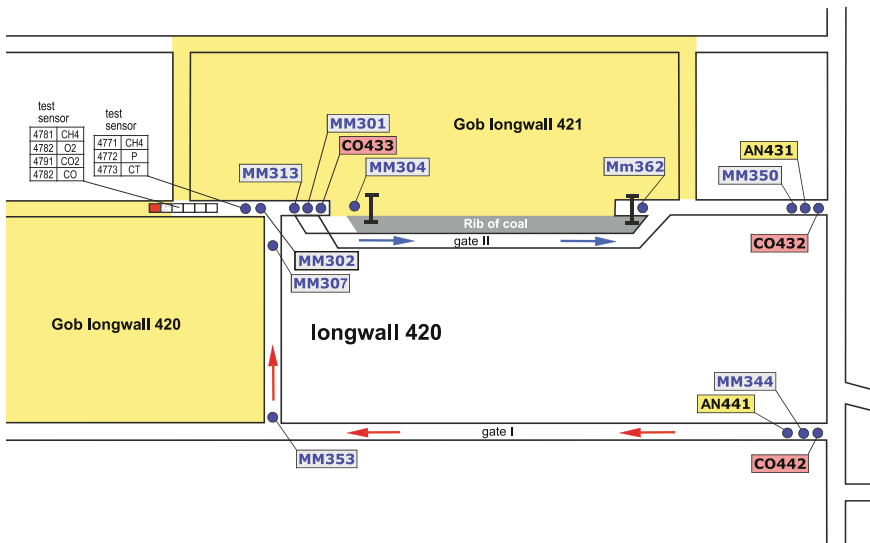 test
sensor
4781 CH4
4782 O2
4791 CO2
4782 CO
test
sensor
4771 CH4
4772 P
4773 CT
MM301
CO433
MM313
MM304
Gob longwall 421
Mm362
AN431
MM350
CO432
Rib of coal
gate II
MM302
MM307
Gob longwall 420
longwall 420
MM344
AN441
gate I
MM353
CO442